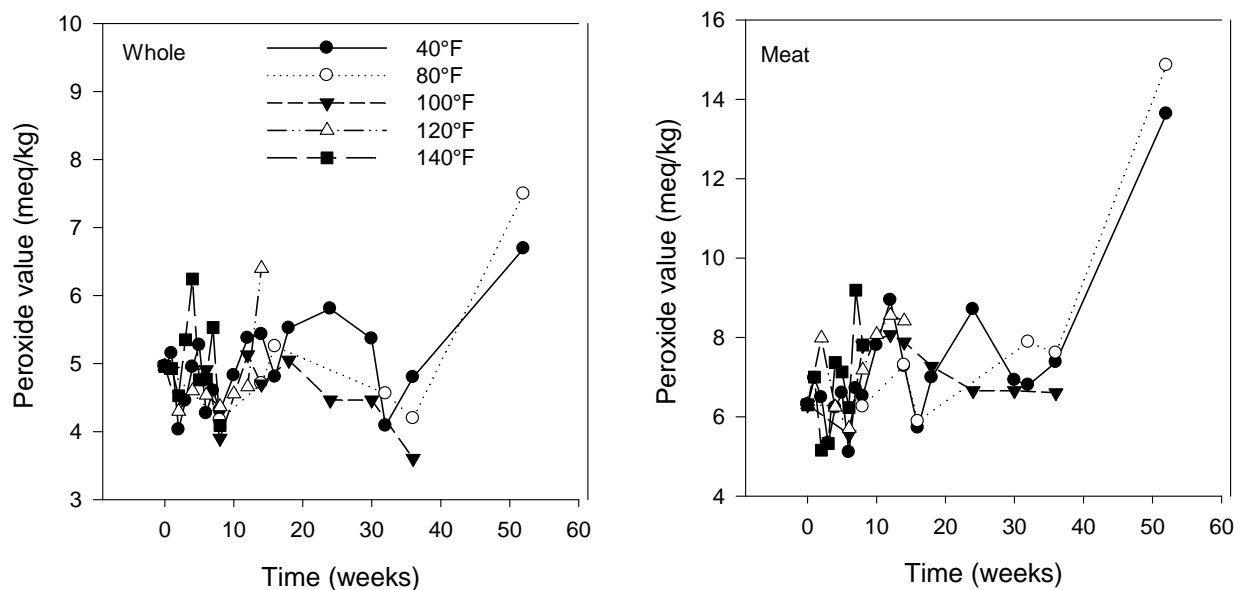 Whole
40°F
80°F
100°F
120°F
140°F
Peroxide value (meq/kg)
10
9
8
7
6
5
4
3
0 10 20 30 40 50 60
Time (weeks)
Meat
Peroxide value (meq/kg)
16
14
12
10
8
6
4
0 10 20 30 40 50 60
Time (weeks)